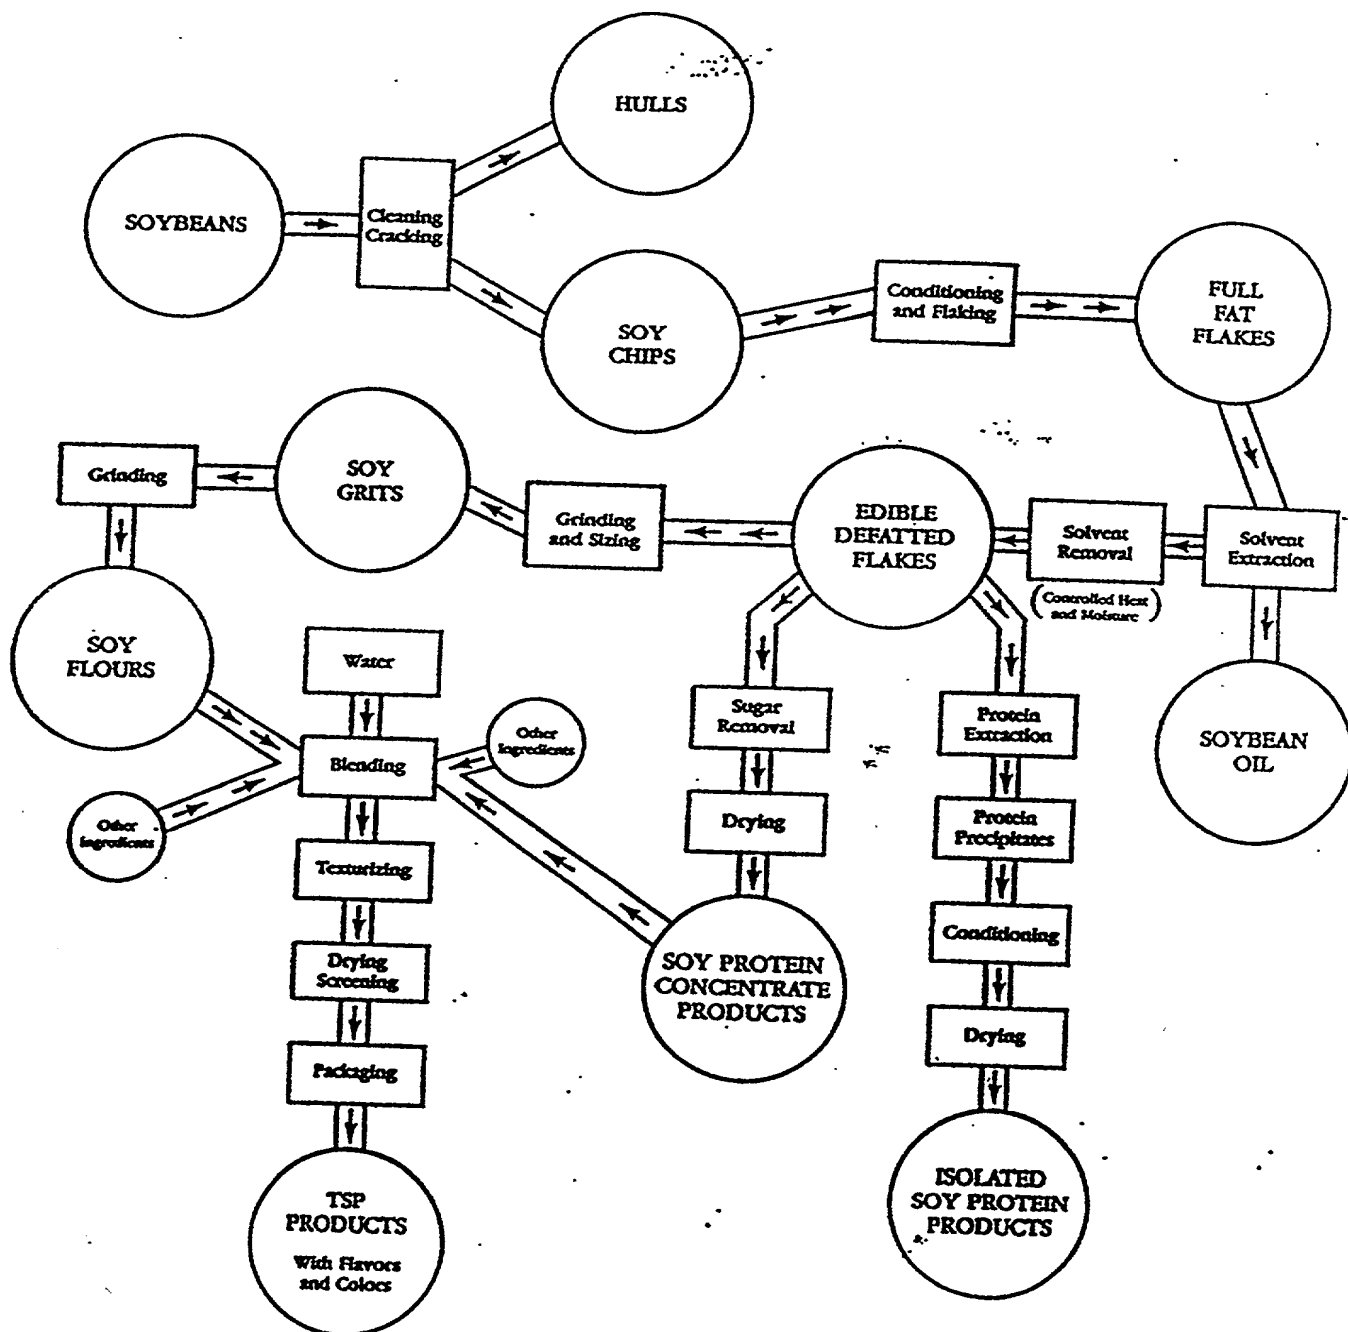 HULLS
SOYBEANS
Cleaning
Cracking
SOY
CHIPS
Conditioning
and Flaking
FULL
FAT
FLAKES
Grinding
SOY
GRITS
Grinding
and Sizing
EDIBLE
DEFATTED
FLAKES
Solvent
Removal
(Controlled Heat
and Moisture)
Solvent
Extraction
SOY
FLOURS
Water
Other
ingredients
Blending
Other
ingredients
Sugar
Removal
Protein
Extraction
SOYBEAN
OIL
Texturizing
Drying
Protein
Precipitates
Drying
Screening
SOY PROTEIN
CONCENTRATE
PRODUCTS
Conditioning
Packaging
Drying
TSP
PRODUCTS
With Flavors
and Colors
ISOLATED
SOY PROTEIN
PRODUCTS